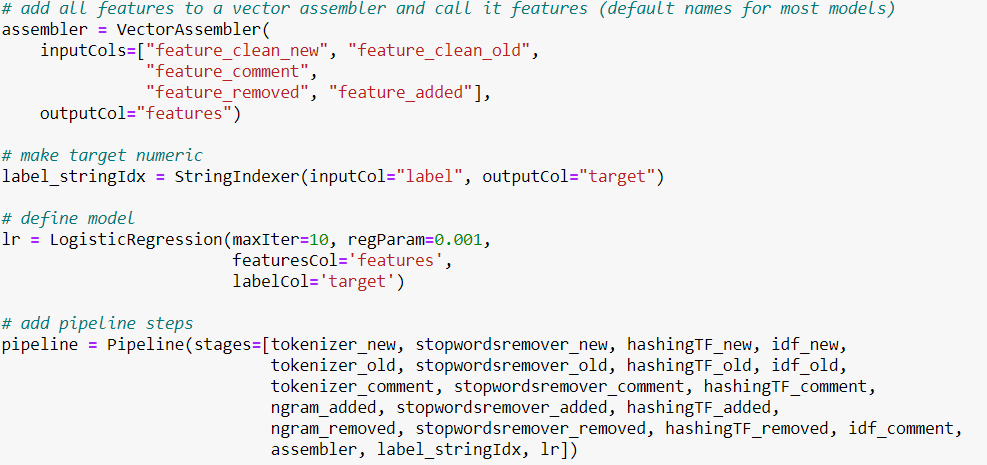 # add all features to a vector assembler and call it features (default names for most models)
assembler = VectorAssembler(
    inputCols=["feature_clean_new", "feature_clean_old",
               "feature_comment",
               "feature_removed", "feature_added"],
    outputCol="features")

# make target numeric
label_stringIdx = StringIndexer(inputCol="label", outputCol="target")

# define model
lr = LogisticRegression(maxIter=10, regParam=0.001,
                        featuresCol='features',
                        labelCol='target')

# add pipeline steps
pipeline = Pipeline(stages=[tokenizer_new, stopwordsremover_new, hashingTF_new, idf_new,
                            tokenizer_old, stopwordsremover_old, hashingTF_old, idf_old,
                            tokenizer_comment, stopwordsremover_comment, hashingTF_comment,
                            ngram_added, stopwordsremover_added, hashingTF_added,
                            ngram_removed, stopwordsremover_removed, hashingTF_removed, idf_comment,
                            assembler, label_stringIdx, lr])